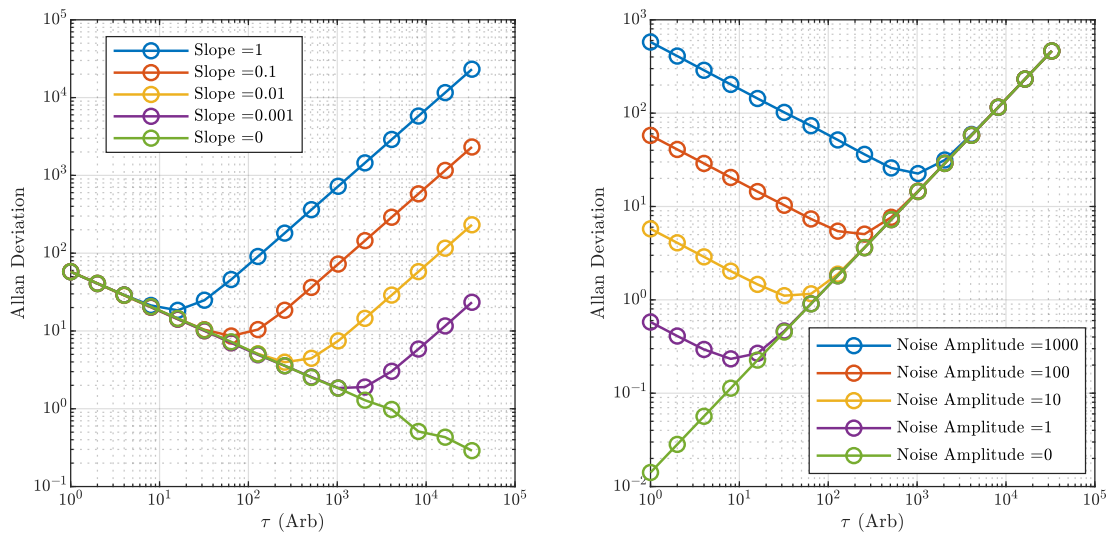 10^5
10^4
10^3
10^2
10^1
10^0
10^-1
Allan Deviation
Slope =1
Slope =0.1
Slope =0.01
Slope =0.001
Slope =0
10^0 10^1 10^2 10^3 10^4 10^5
τ (Arb)
10^3
10^2
10^1
10^0
10^-1
10^-2
Allan Deviation
Noise Amplitude =1000
Noise Amplitude =100
Noise Amplitude =10
Noise Amplitude =1
Noise Amplitude =0
10^0 10^1 10^2 10^3 10^4 10^5
τ (Arb)